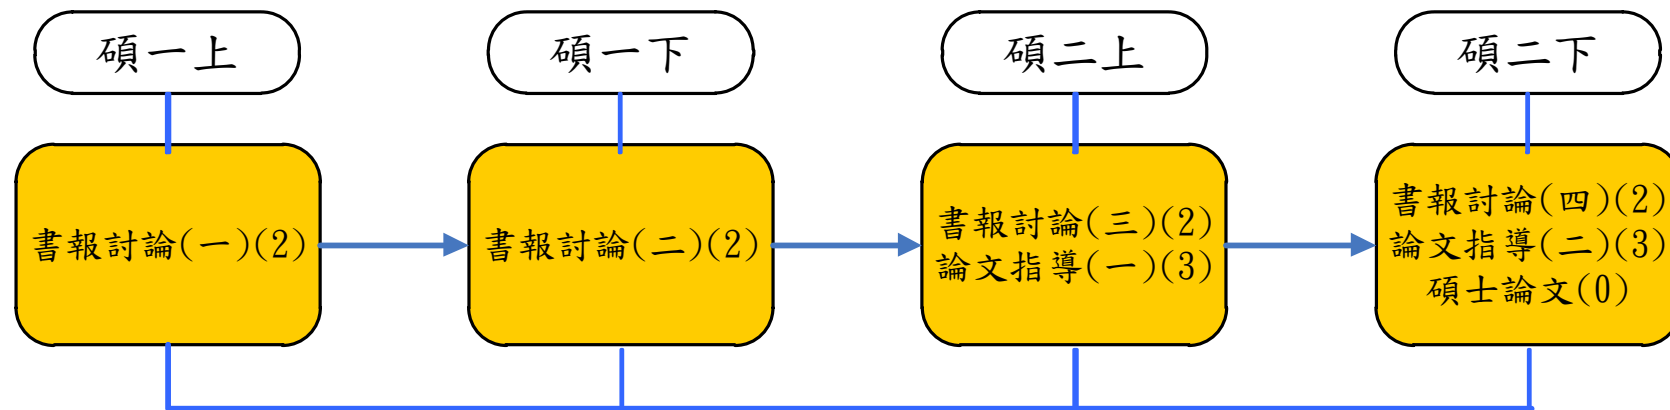 碩一上
碩一下
碩二上
碩二下
書報討論(一)(2)
書報討論(二)(2)
書報討論(三)(2)
論文指導(一)(3)
書報討論(四)(2)
論文指導(二)(3)
碩士論文(0)